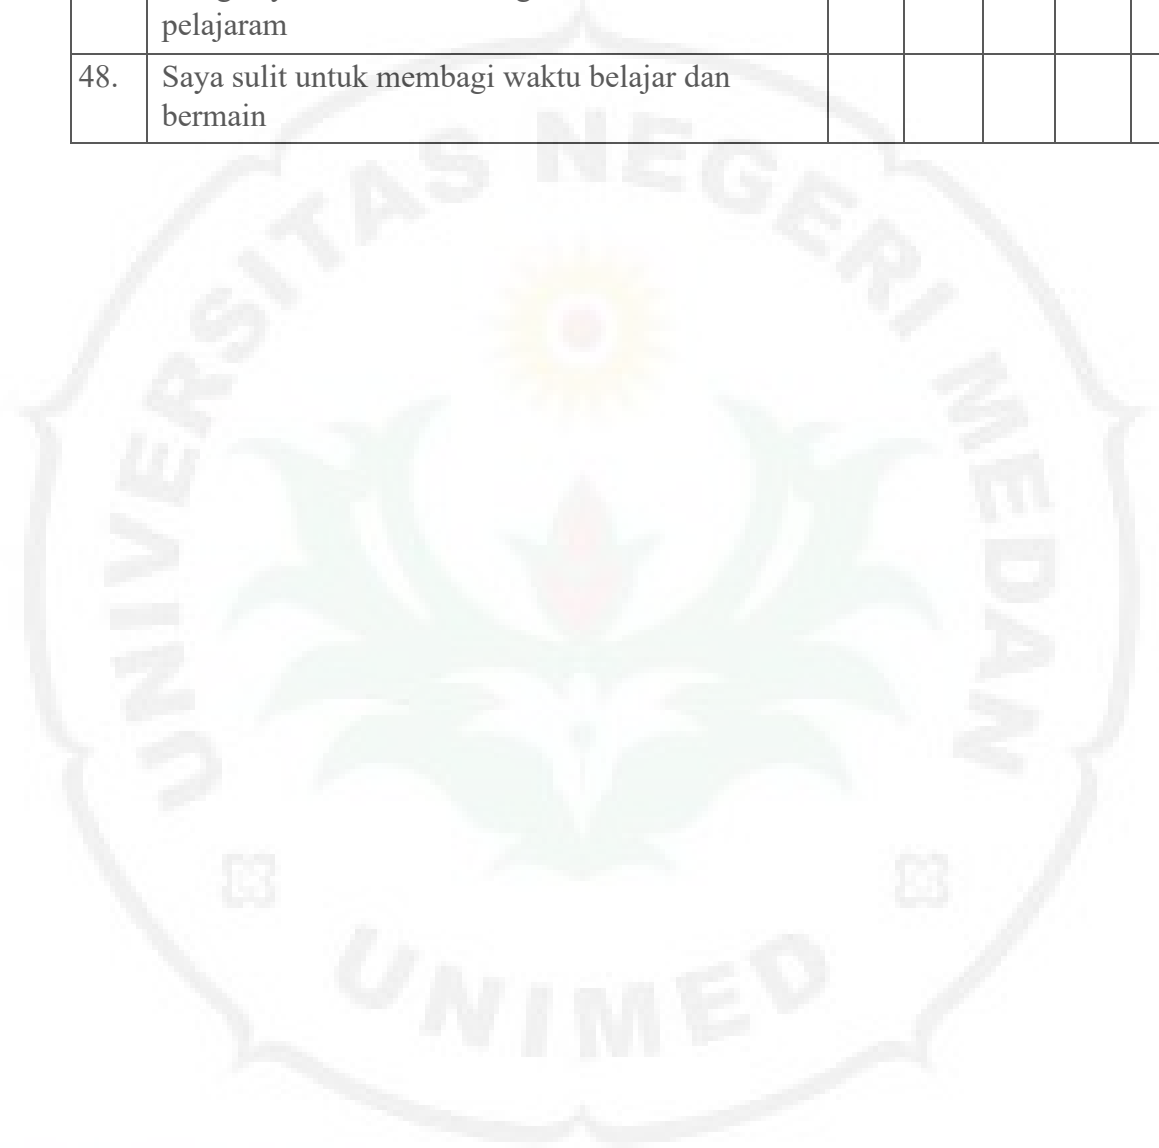 pelajaram
48. Saya sulit untuk membagi waktu belajar dan
bermain
UNIVERSITAS NEGERI MEDAN
UNIMED